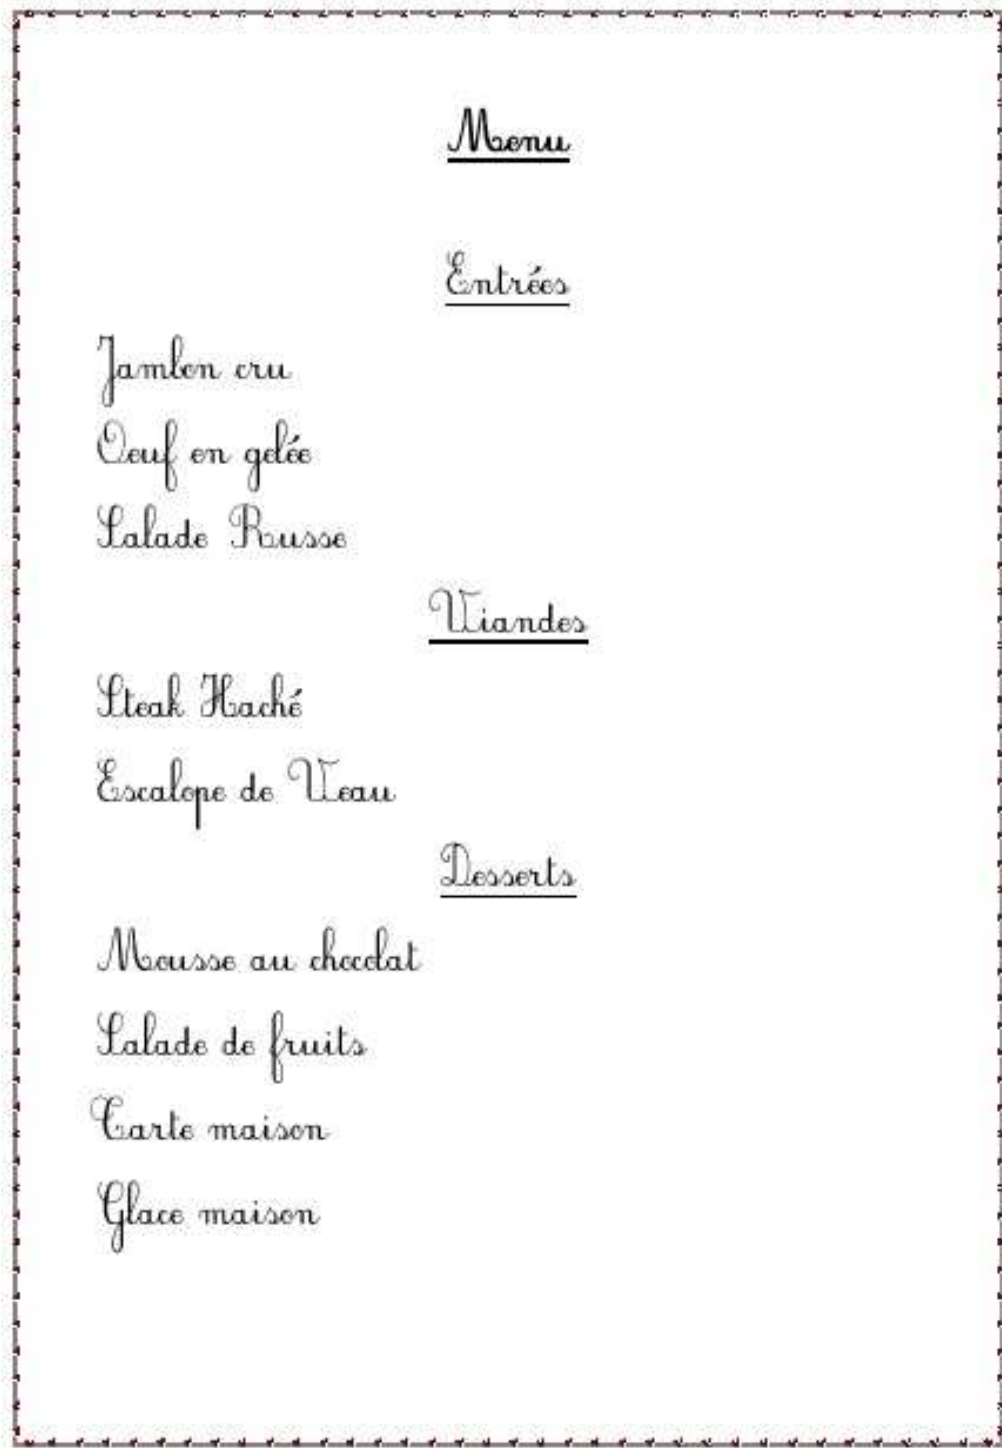 Menu
Entrées
Jambon cru
Oeuf en gelée
Salade Russe
Viandes
Steak Haché
Escalope de Veau
Desserts
Mousse au chocolat
Salade de fruits
Tarte maison
Glace maison